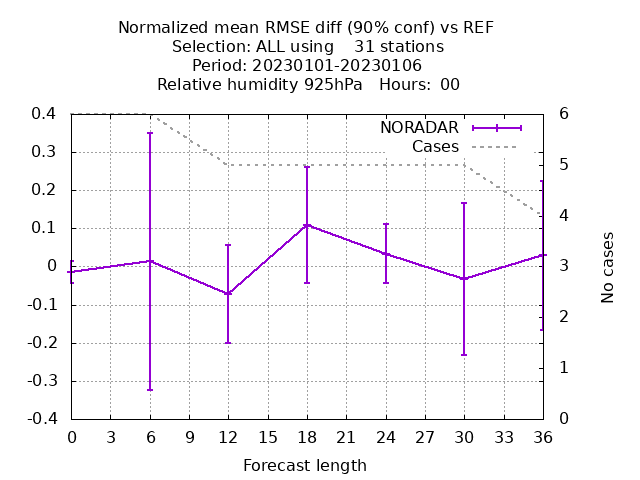 Normalized mean RMSE diff (90% conf) vs REF
Selection: ALL using    31 stations
Period: 20230101-20230106
Relative humidity 925hPa   Hours:  00
NORADAR
Cases
0.4
0.3
0.2
0.1
0
-0.1
-0.2
-0.3
-0.4
6
5
4
3
2
1
0
No cases
0 3 6 9 12 15 18 21 24 27 30 33 36
Forecast length